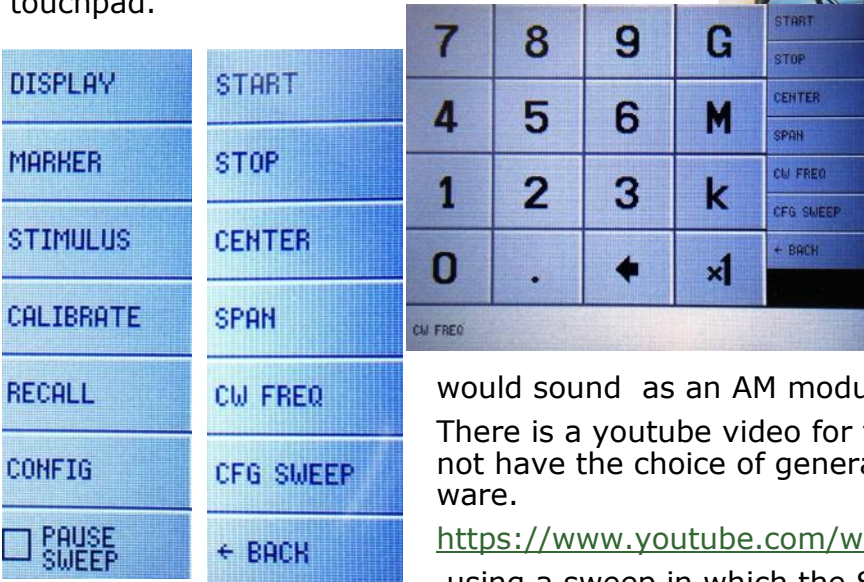 touchpad.
DISPLAY
MARKER
STIMULUS
CALIBRATE
RECALL
CONFIG
PAUSE
SWEEP
START
STOP
CENTER
SPAN
CW FREQ
CFG SWEEP
← BACK
7 8 9 G
4 5 6 M
1 2 3 k
0 . ← ×1
START
STOP
CENTER
SPAN
CW FREQ
CFG SWEEP
← BACK
CW FREQ
would sound as an AM modu
There is a youtube video for
not have the choice of genera
ware.
https://www.youtube.com/w
using a sweep in which the